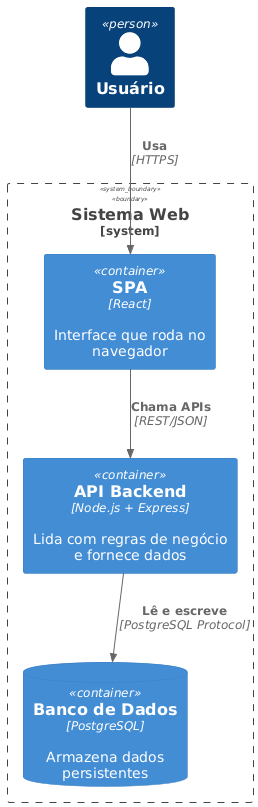 «person»
Usuário
Usa
[HTTPS]
«system_boundary»
«boundary»
Sistema Web
[system]
«container»
SPA
[React]
Interface que roda no
navegador
Chama APIs
[REST/JSON]
«container»
API Backend
[Node.js + Express]
Lida com regras de negócio
e fornece dados
Lê e escreve
[PostgreSQL Protocol]
«container»
Banco de Dados
[PostgreSQL]
Armazena dados
persistentes